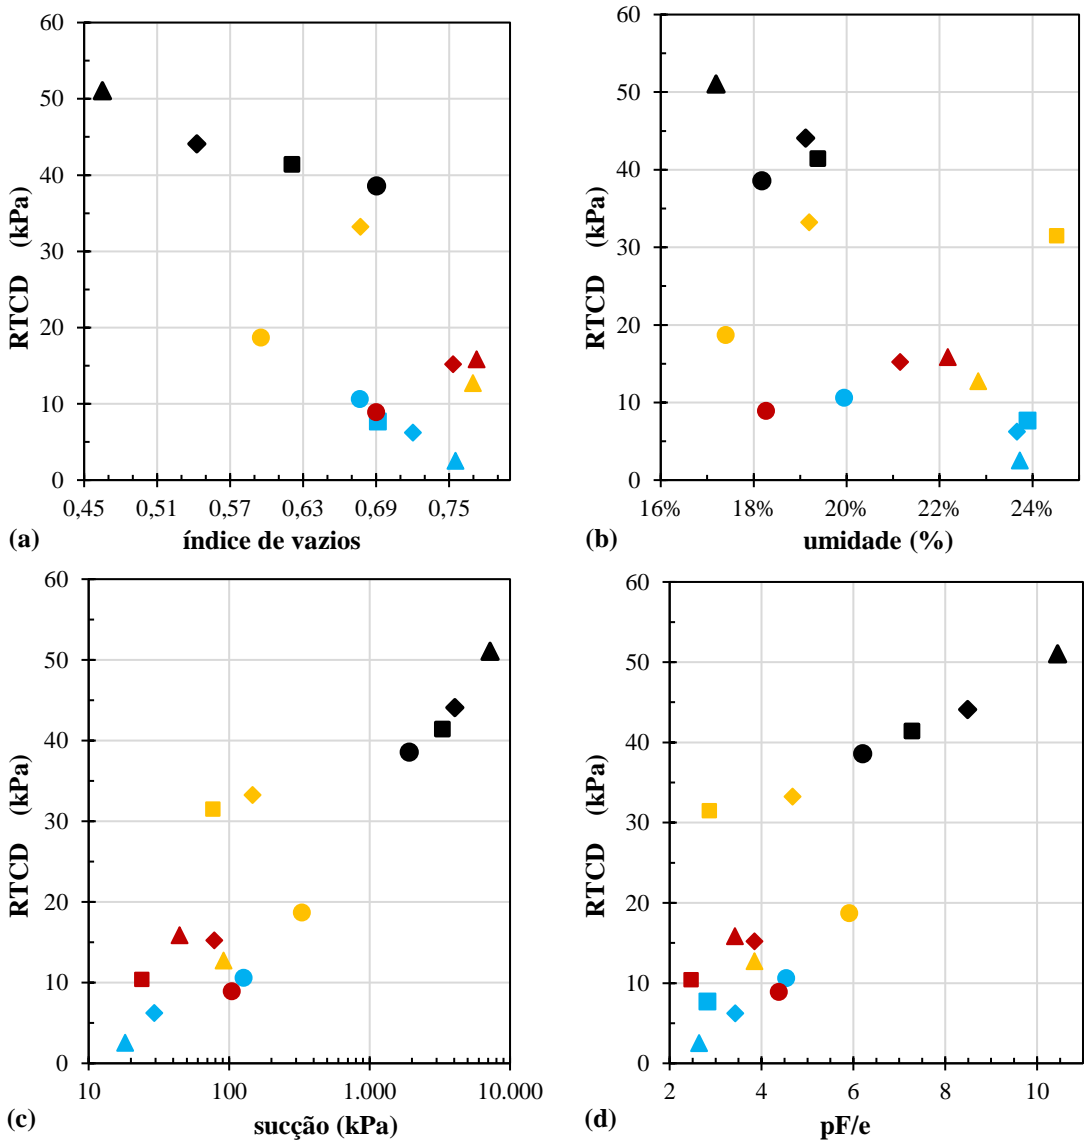 60
50
40
30
20
10
0
RTCD (kPa)
0,45 0,51 0,57 0,63 0,69 0,75
(a) índice de vazios
60
50
40
30
20
10
0
RTCD (kPa)
16% 18% 20% 22% 24%
(b) umidade (%)
60
50
40
30
20
10
0
RTCD (kPa)
10 100 1.000 10.000
(c) sucção (kPa)
60
50
40
30
20
10
0
RTCD (kPa)
2 4 6 8 10
(d) pF/e